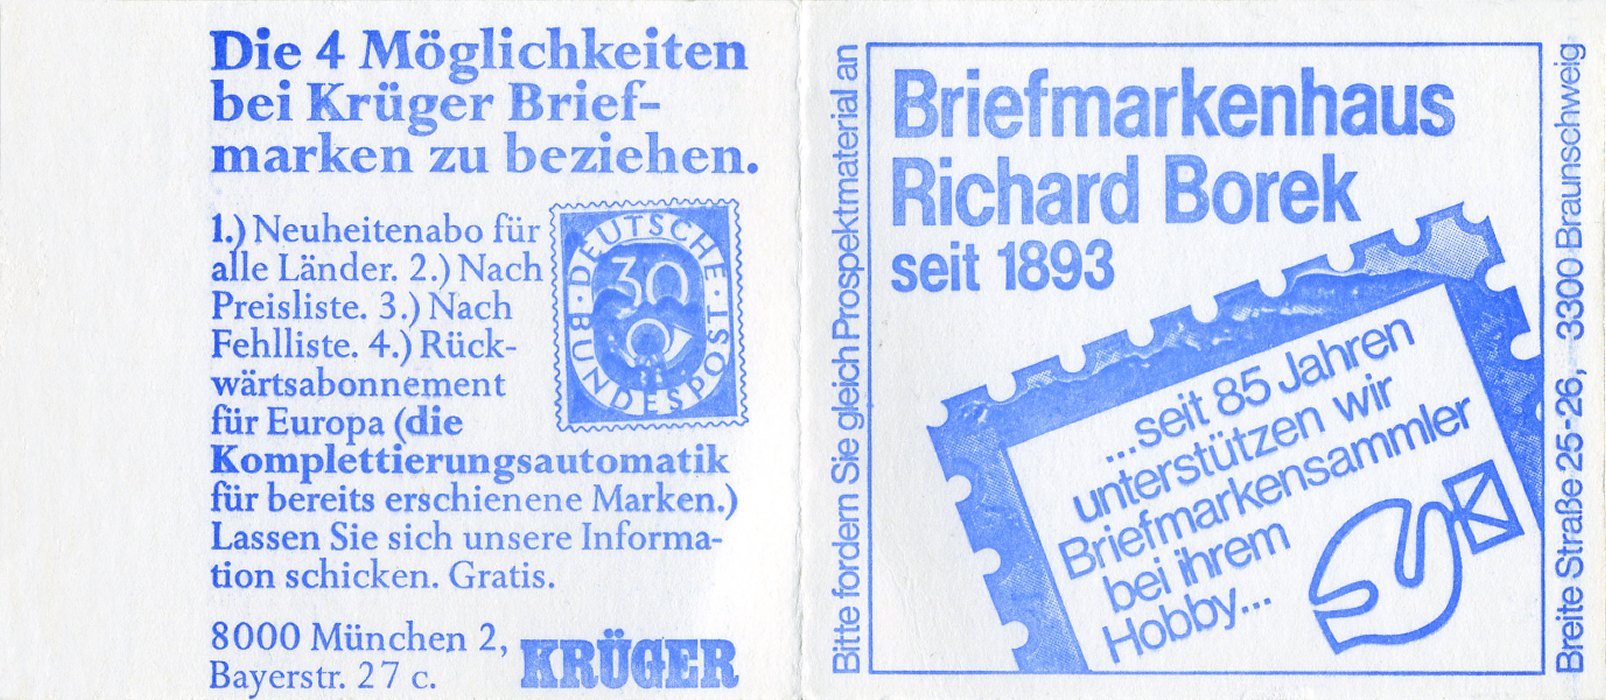 Die 4 Möglichkeiten
bei Krüger Brief-
marken zu beziehen.
1.) Neuheitenabo für
alle Länder. 2.) Nach
Preisliste. 3.) Nach
Fehlliste. 4.) Rück-
wärtsabonnement
für Europa (die
Komplettierungsautomatik
für bereits erschienene Marken.)
Lassen Sie sich unsere Informa-
tion schicken. Gratis.
DEUTSCHE · BUNDESPOST ·
30
8000 München 2,
Bayerstr. 27 c.
KRÜGER
Bitte fordern Sie gleich Prospektmaterial an
Briefmarkenhaus
Richard Borek
seit 1893
...seit 85 Jahren
unterstützen wir
Briefmarkensammler
bei ihrem
Hobby...
Breite Straße 25-26, 3300 Braunschweig